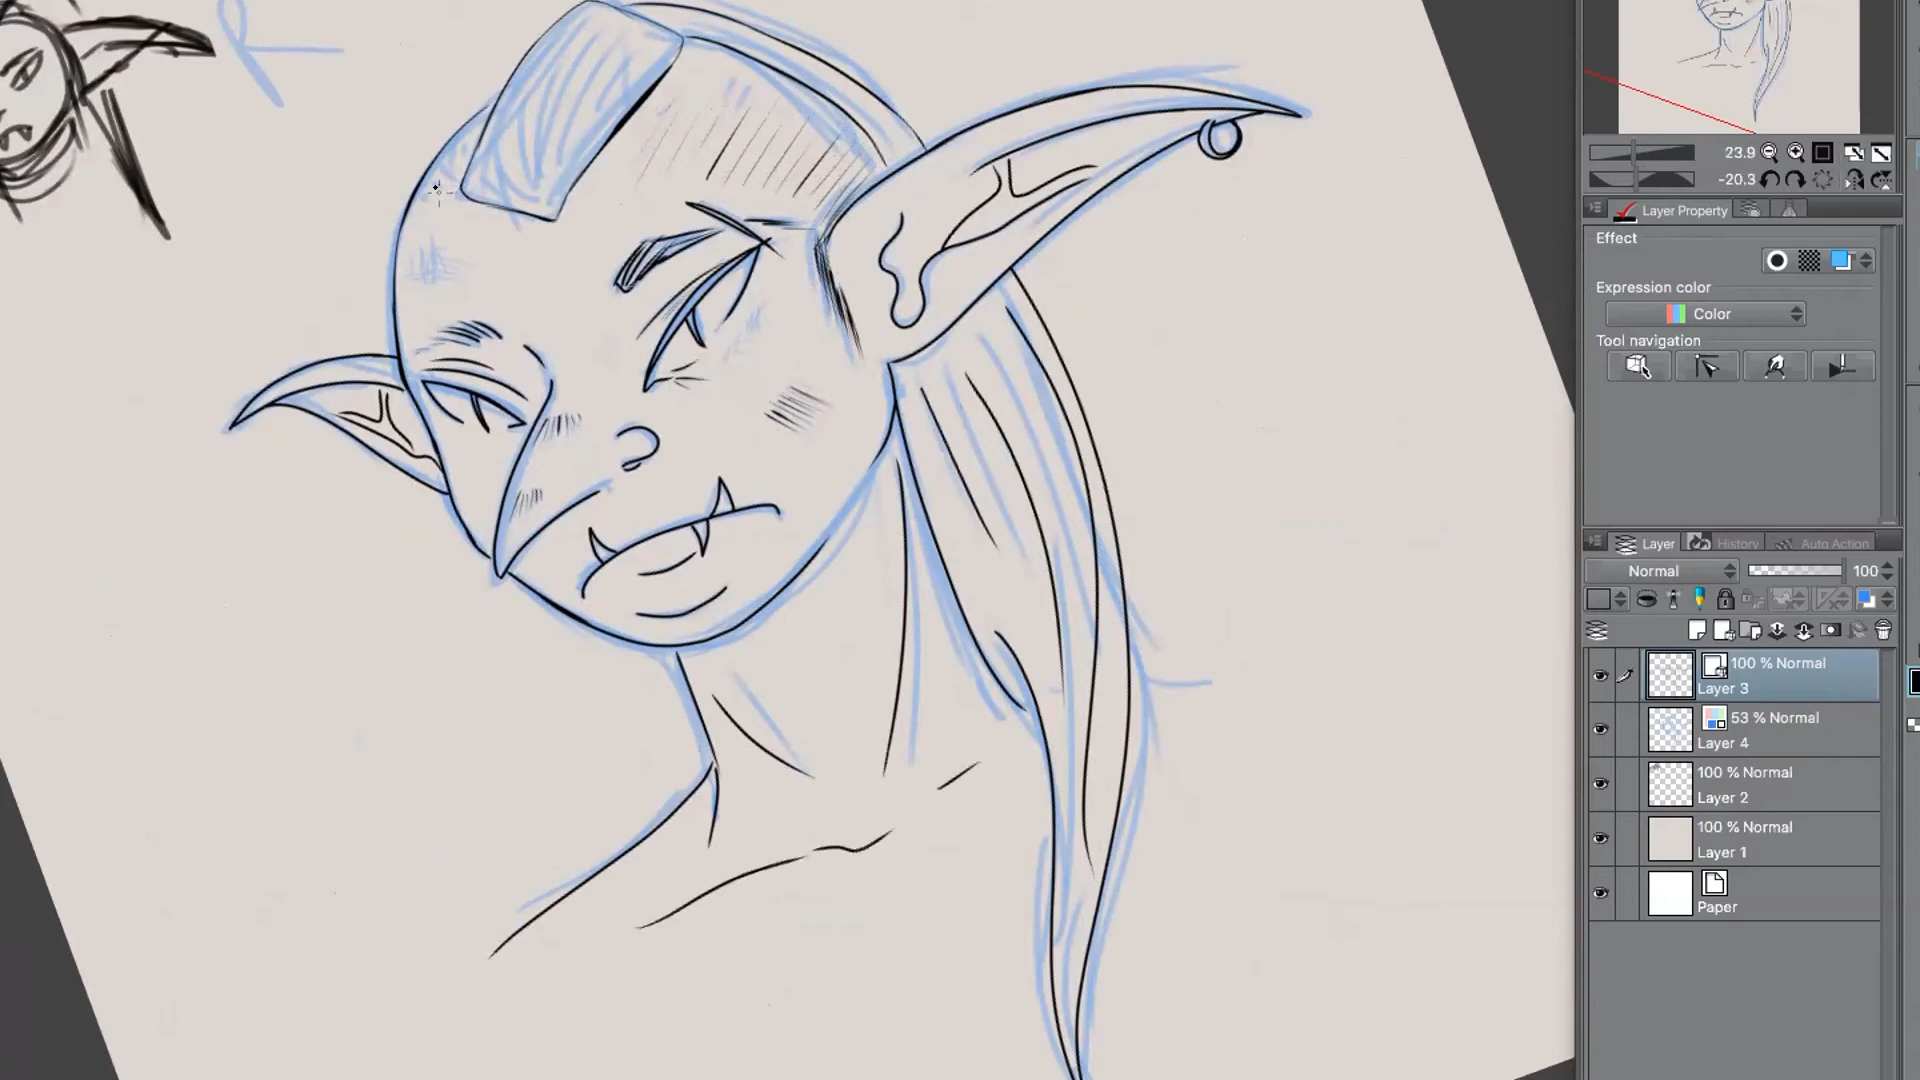 23.9
-20.3
Layer Property
Effect
Expression color
Color
Tool navigation
Layer History Auto Action
Normal 100
100 % Normal
Layer 3
53 % Normal
Layer 4
100 % Normal
Layer 2
100 % Normal
Layer 1
Paper